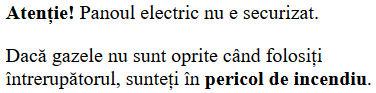 Atenție! Panoul electric nu e securizat.
Dacă gazele nu sunt oprite când folosiți
întrerupătorul, sunteți în pericol de incendiu.